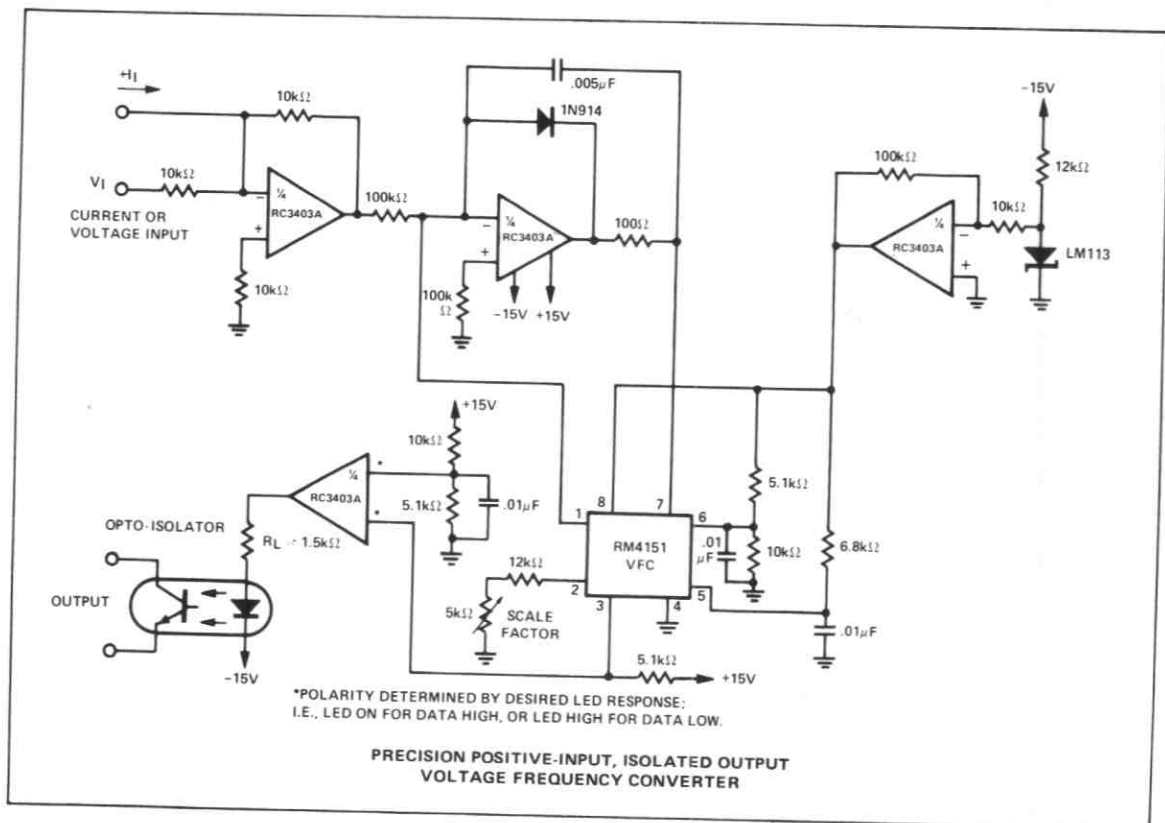 +I₁
10kΩ
V₁
10kΩ
CURRENT OR
VOLTAGE INPUT
¼
RC3403A
−
+
10kΩ
100kΩ
.005µF
1N914
¼
RC3403A
−
+
100k
Ω
−15V
+15V
100Ω
−15V
12kΩ
100kΩ
10kΩ
¼
RC3403A
−
+
LM113
+15V
10kΩ
*
¼
RC3403A
*
5.1kΩ
.01µF
OPTO-ISOLATOR
R_L
1.5kΩ
OUTPUT
−15V
12kΩ
5kΩ
SCALE
FACTOR
1
8
7
6
RM4151
VFC
2
3
4
5
5.1kΩ
.01
µF
10kΩ
6.8kΩ
.01µF
5.1kΩ
+15V
*POLARITY DETERMINED BY DESIRED LED RESPONSE;
I.E., LED ON FOR DATA HIGH, OR LED HIGH FOR DATA LOW.
PRECISION POSITIVE-INPUT, ISOLATED OUTPUT
VOLTAGE FREQUENCY CONVERTER